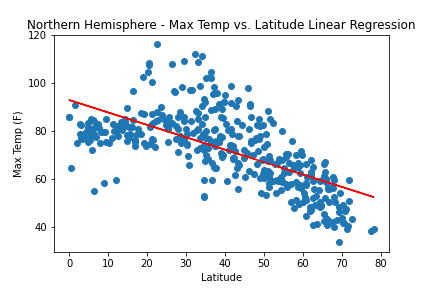 Northern Hemisphere - Max Temp vs. Latitude Linear Regression
120
100
80
60
40
Max Temp (F)
0 10 20 30 40 50 60 70 80
Latitude